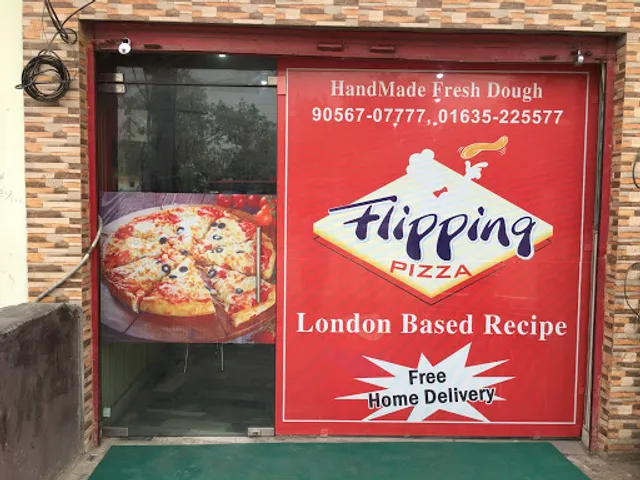 HandMade Fresh Dough
90567-07777, 01635-225577
Flipping
PIZZA
London Based Recipe
Free
Home Delivery